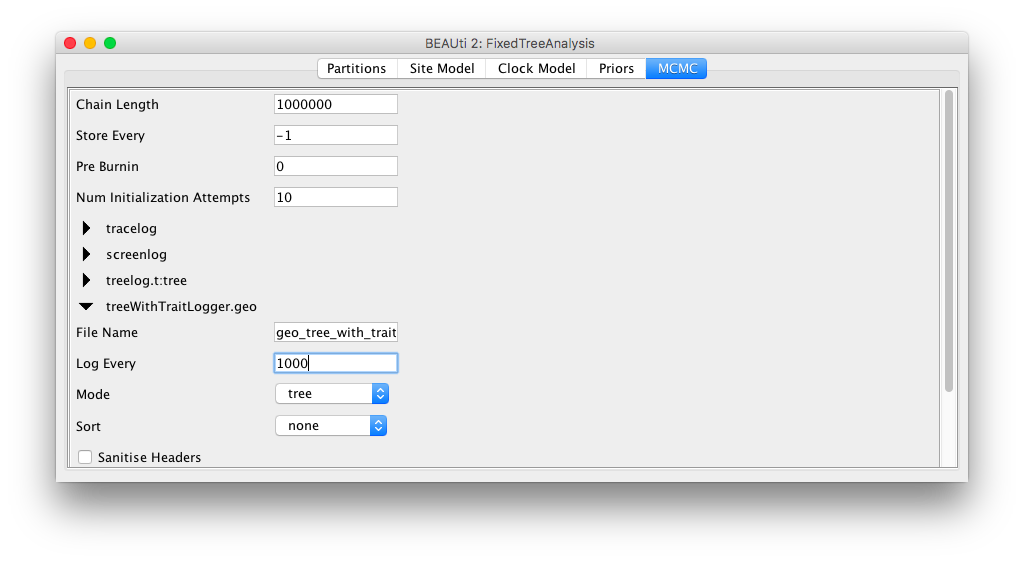 BEAUti 2: FixedTreeAnalysis
Partitions Site Model Clock Model Priors MCMC
Chain Length 1000000
Store Every -1
Pre Burnin 0
Num Initialization Attempts 10
tracelog
screenlog
treelog.t:tree
treeWithTraitLogger.geo
File Name geo_tree_with_trait
Log Every 1000
Mode tree
Sort none
Sanitise Headers